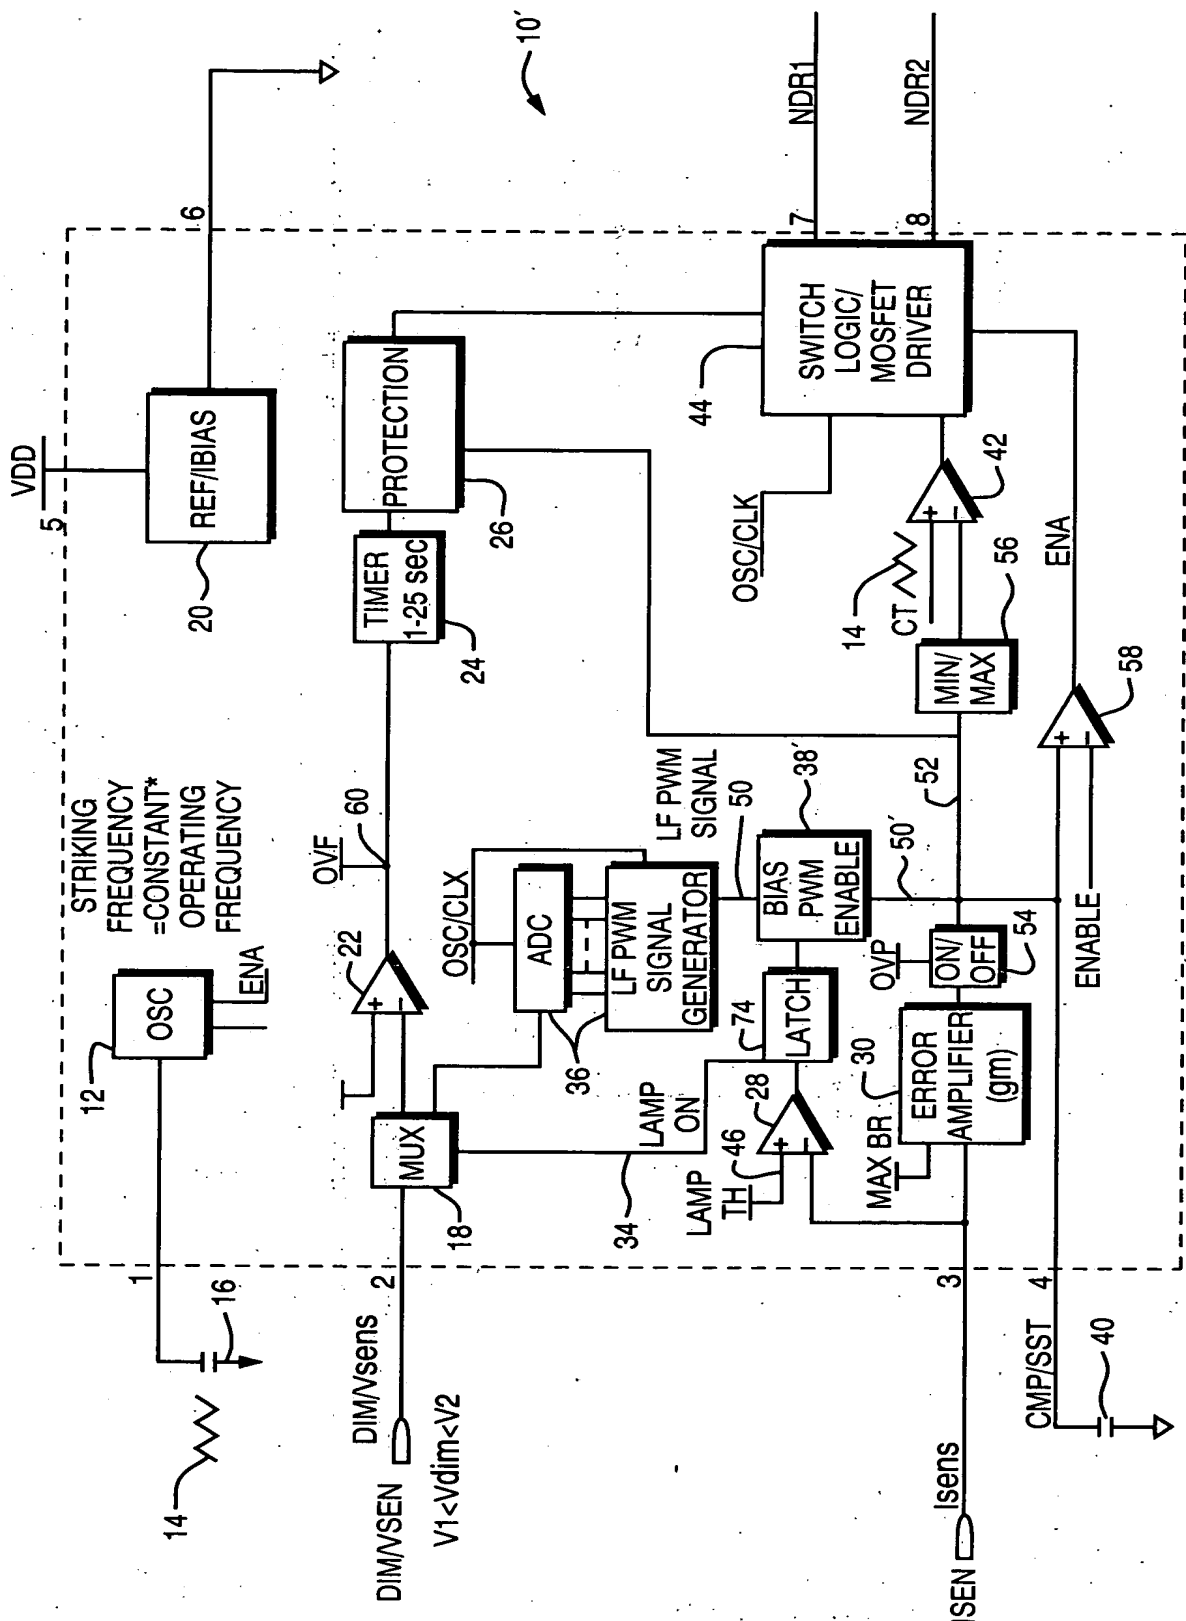 10'
VDD
5
6
REF/IBIAS
20
STRIKING
FREQUENCY
=CONSTANT*
OPERATING
FREQUENCY
OSC
12
ENA
1
16
14
PROTECTION
26
TIMER
1-25 sec
24
OVF
60
22
+
–
MUX
18
2
DIM/Vsens
DIM/VSEN
V1<Vdim<V2
OSC/CLX
ADC
LF PWM
SIGNAL
GENERATOR
36
LF PWM
SIGNAL
50
BIAS
PWM
ENABLE
38'
LATCH
74
LAMP
ON
34
28
+
–
46
LAMP
TH
NDR1
NDR2
7
8
SWITCH
LOGIC/
MOSFET
DRIVER
44
OSC/CLK
42
+
–
14
CT
MIN/
MAX
56
ENA
58
+
–
ENABLE
52
50'
OVP
ON/
OFF
54
ERROR
AMPLIFIER
(gm)
30
MAX BR
3
Isens
4
CMP/SST
40